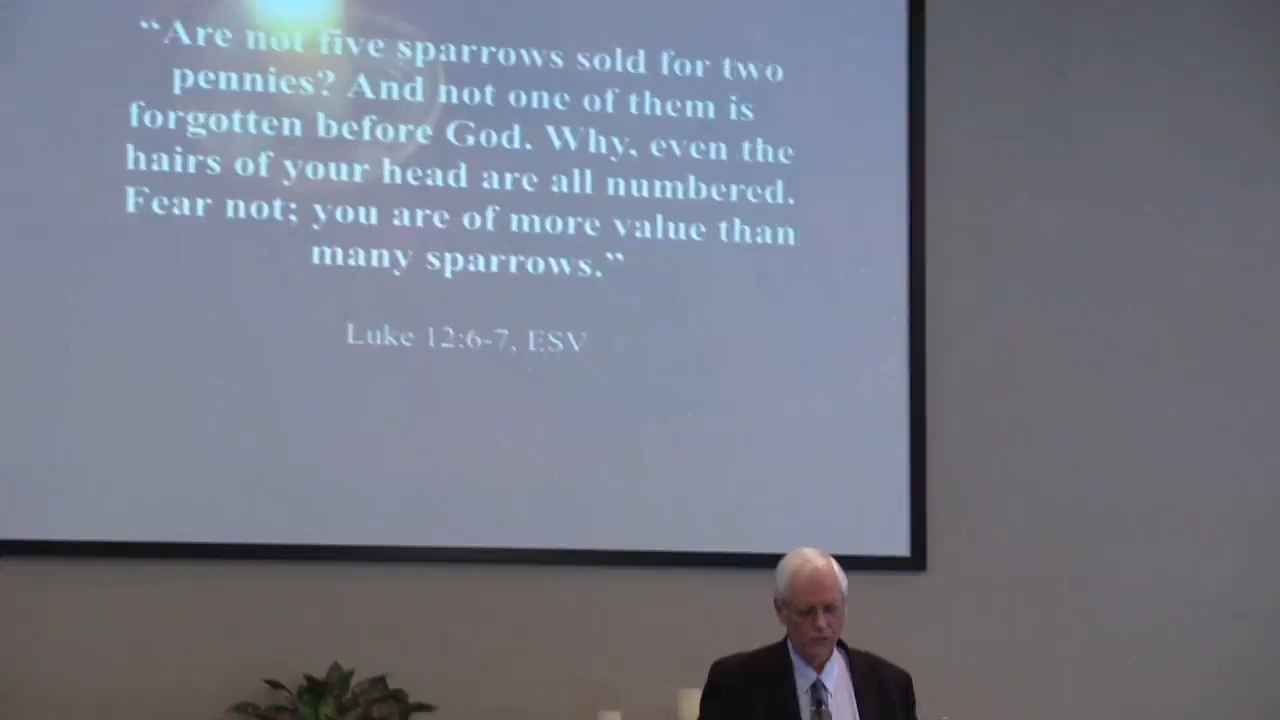 “Are not five sparrows sold for two
pennies? And not one of them is
forgotten before God. Why, even the
hairs of your head are all numbered.
Fear not; you are of more value than
many sparrows.”
Luke 12:6-7, ESV